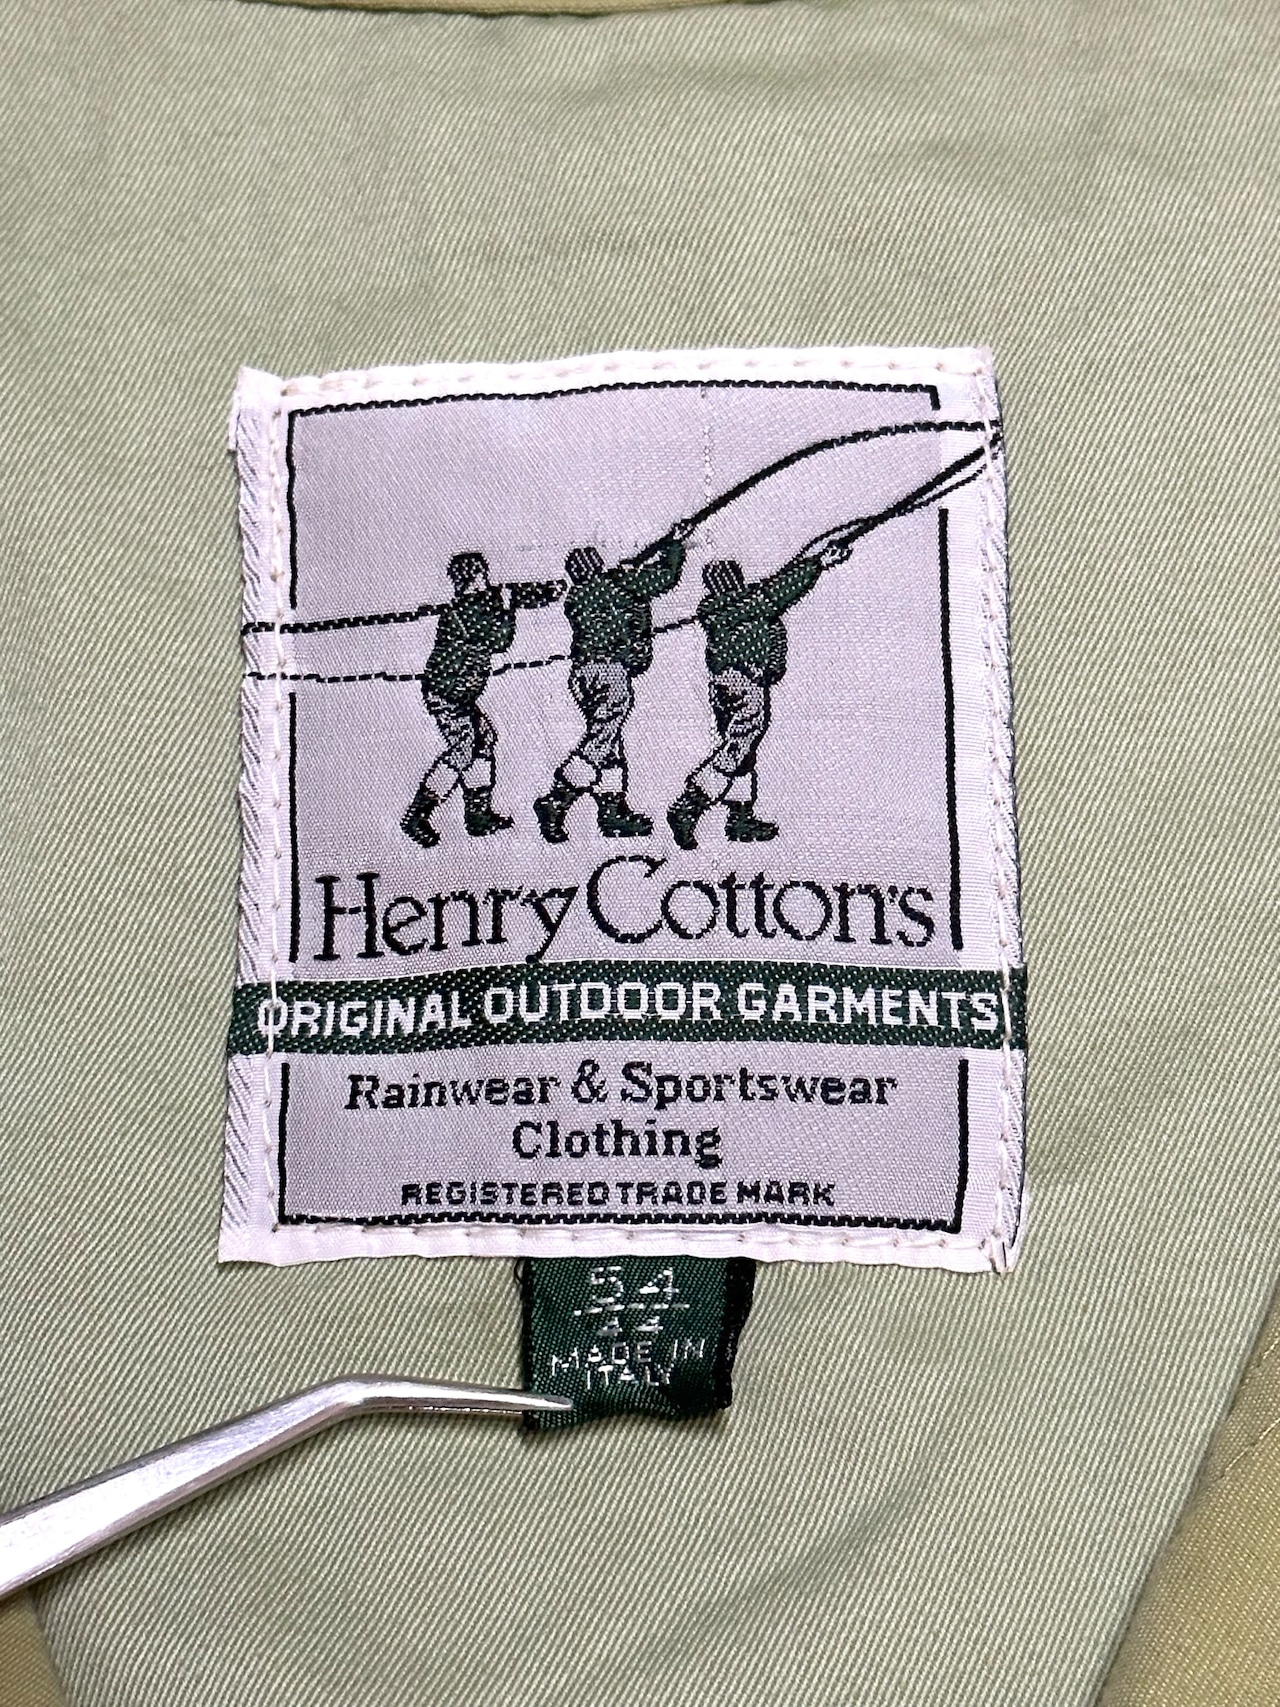 Henry Cotton's
ORIGINAL OUTDOOR GARMENTS
Rainwear & Sportswear
Clothing
REGISTERED TRADE MARK
54
44
MADE IN
ITALY